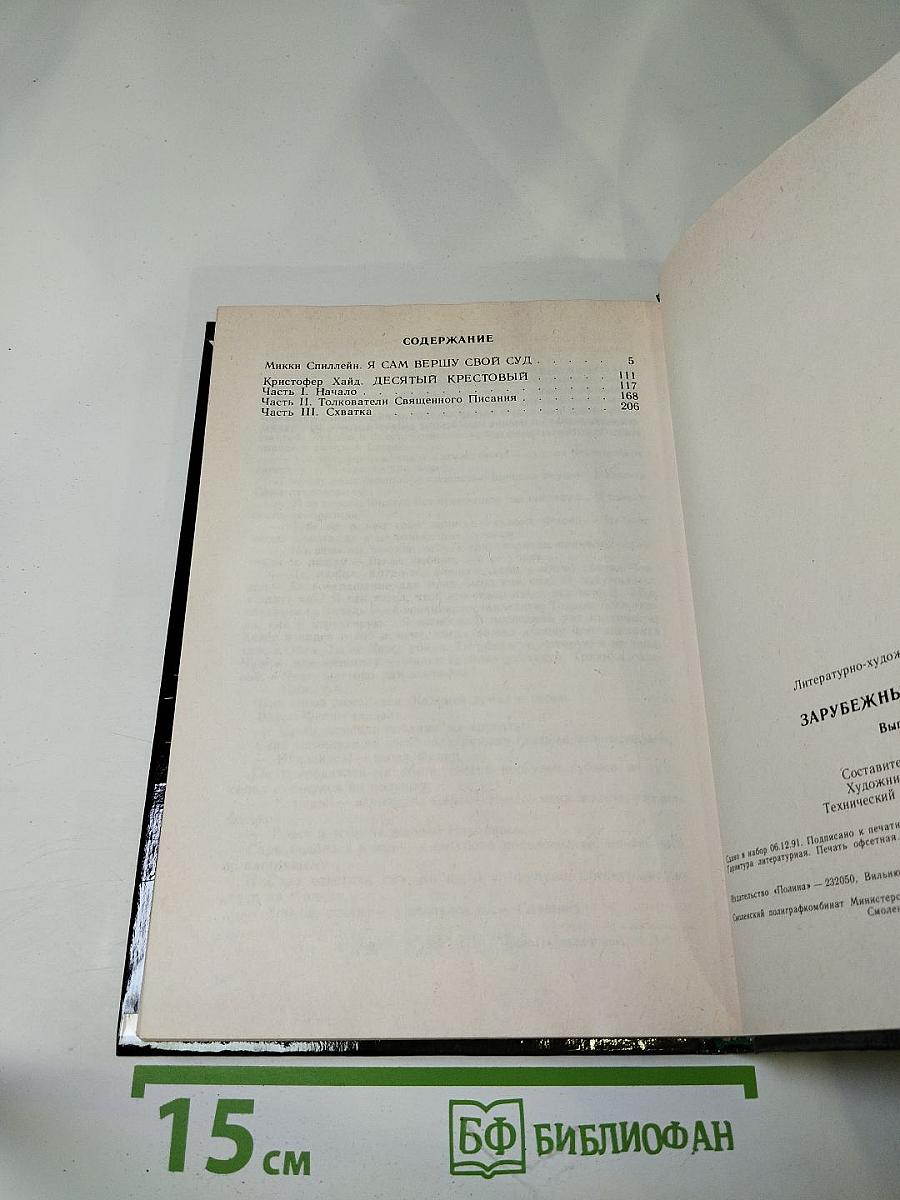 СОДЕРЖАНИЕ
Микки Спиллейн. Я САМ ВЕРШУ СВОЙ СУД . . . . . . 5
Кристофер Хайд. ДЕСЯТЫЙ КРЕСТОВЫЙ . . . . . . 111
Часть I. Начало . . . . . . . . . . . . . . . 117
Часть II. Толкователи Священного Писания . . . . . . 168
Часть III. Схватка . . . . . . . . . . . . . . 206
Литературно-худож
ЗАРУБЕЖНЫ
Вып
Составите
Художни
Технический
Сдано в набор 06.12.91. Подписано к печати
Гарнитура литературная. Печать офсетная.
Издательство «Полина» — 232050, Вильню
Смоленский полиграфкомбинат Министерс
Смолен
15 см
БФ БИБЛИОФАН